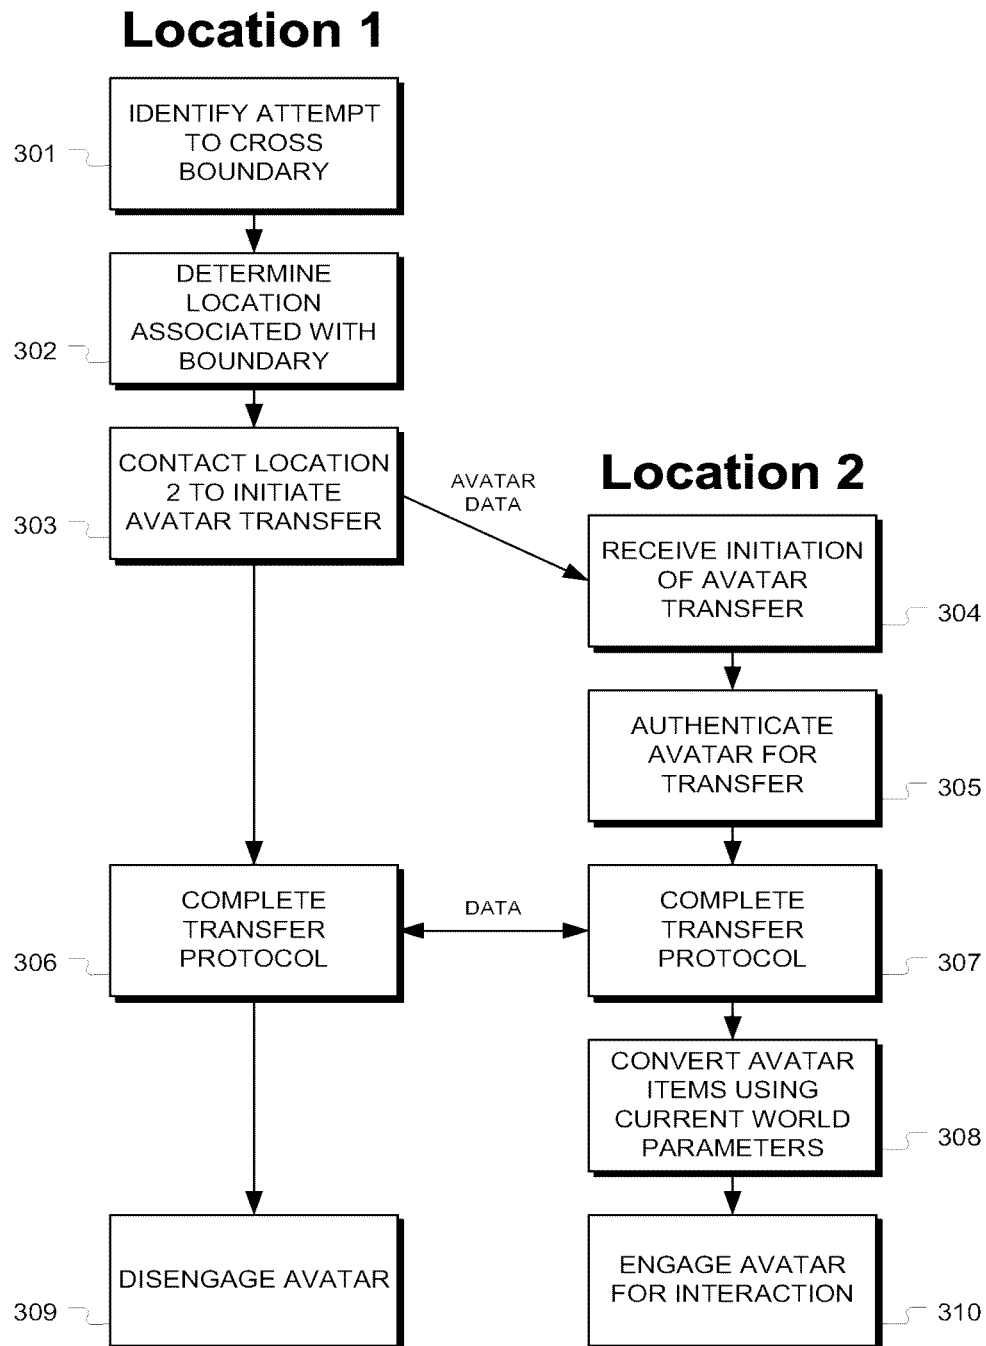 Location 1
IDENTIFY ATTEMPT
TO CROSS
BOUNDARY
301
DETERMINE
LOCATION
ASSOCIATED WITH
BOUNDARY
302
CONTACT LOCATION
2 TO INITIATE
AVATAR TRANSFER
303
AVATAR
DATA
Location 2
RECEIVE INITIATION
OF AVATAR
TRANSFER
304
AUTHENTICATE
AVATAR FOR
TRANSFER
305
COMPLETE
TRANSFER
PROTOCOL
306
DATA
COMPLETE
TRANSFER
PROTOCOL
307
CONVERT AVATAR
ITEMS USING
CURRENT WORLD
PARAMETERS
308
DISENGAGE AVATAR
309
ENGAGE AVATAR
FOR INTERACTION
310